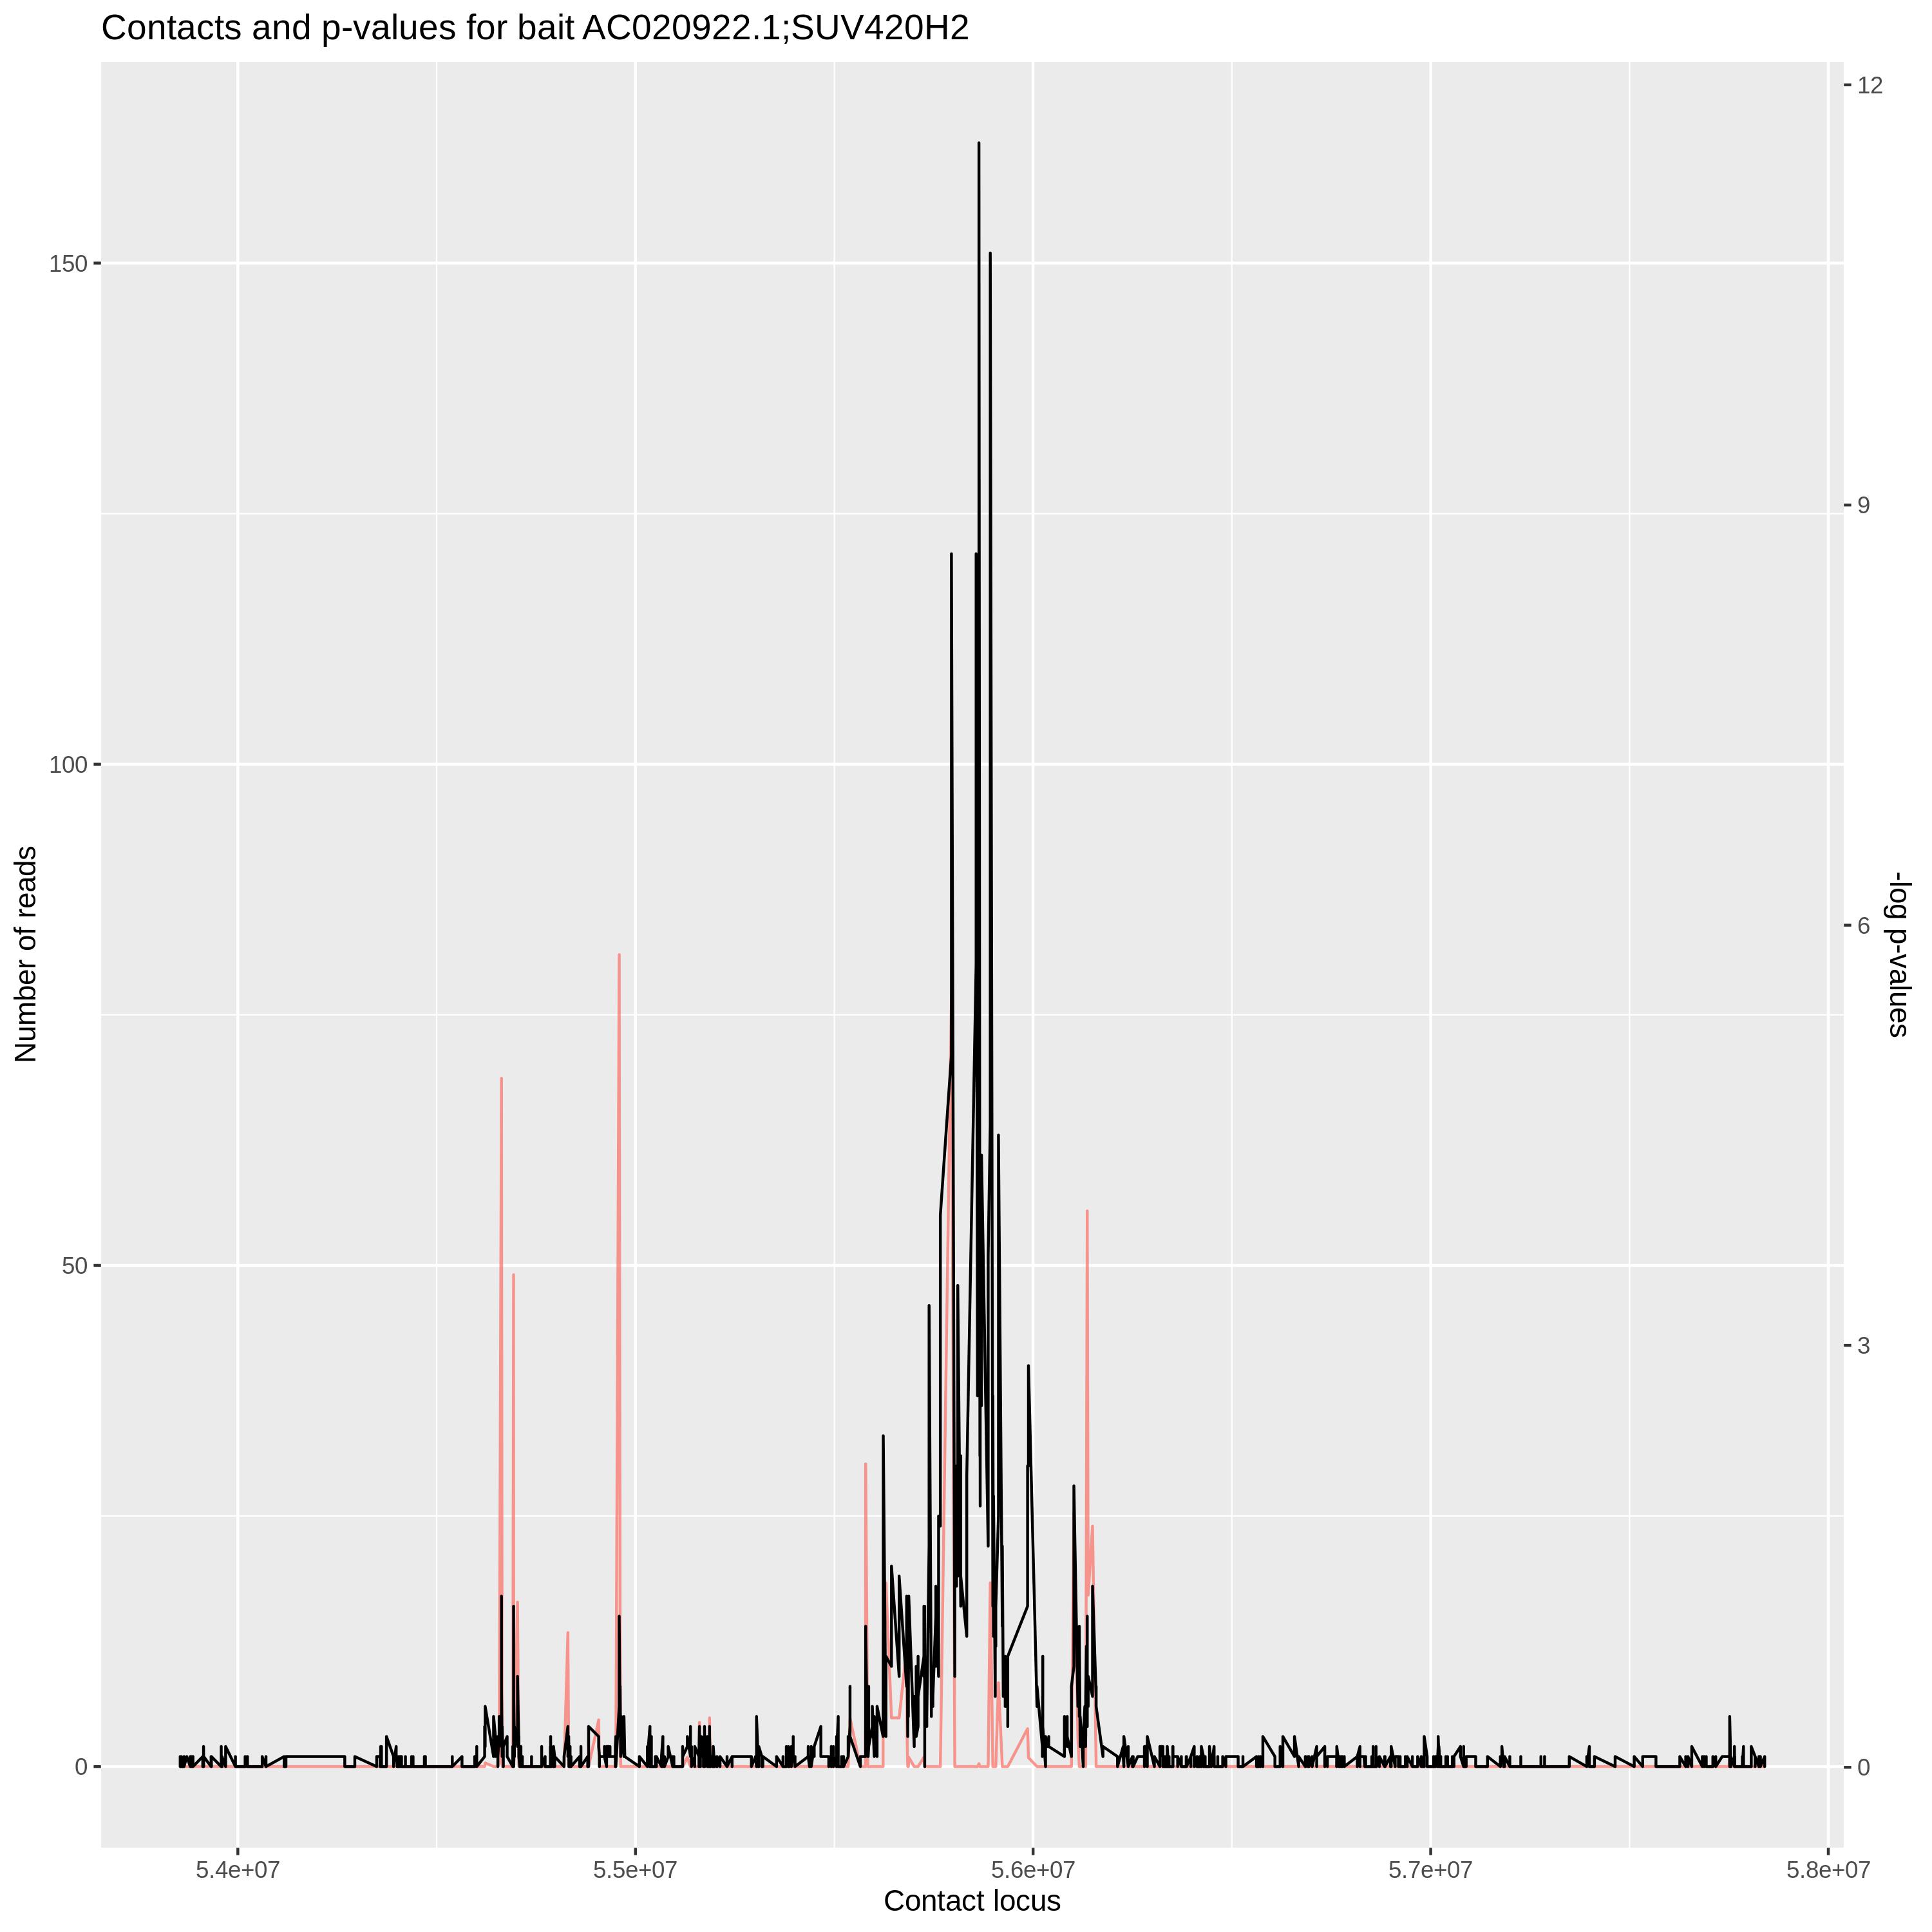 Contacts and p-values for bait AC020922.1;SUV420H2
12
150
9
100
6
Number of reads
-log p-values
50
3
0
0
5.4e+07 5.5e+07 5.6e+07 5.7e+07 5.8e+07
Contact locus